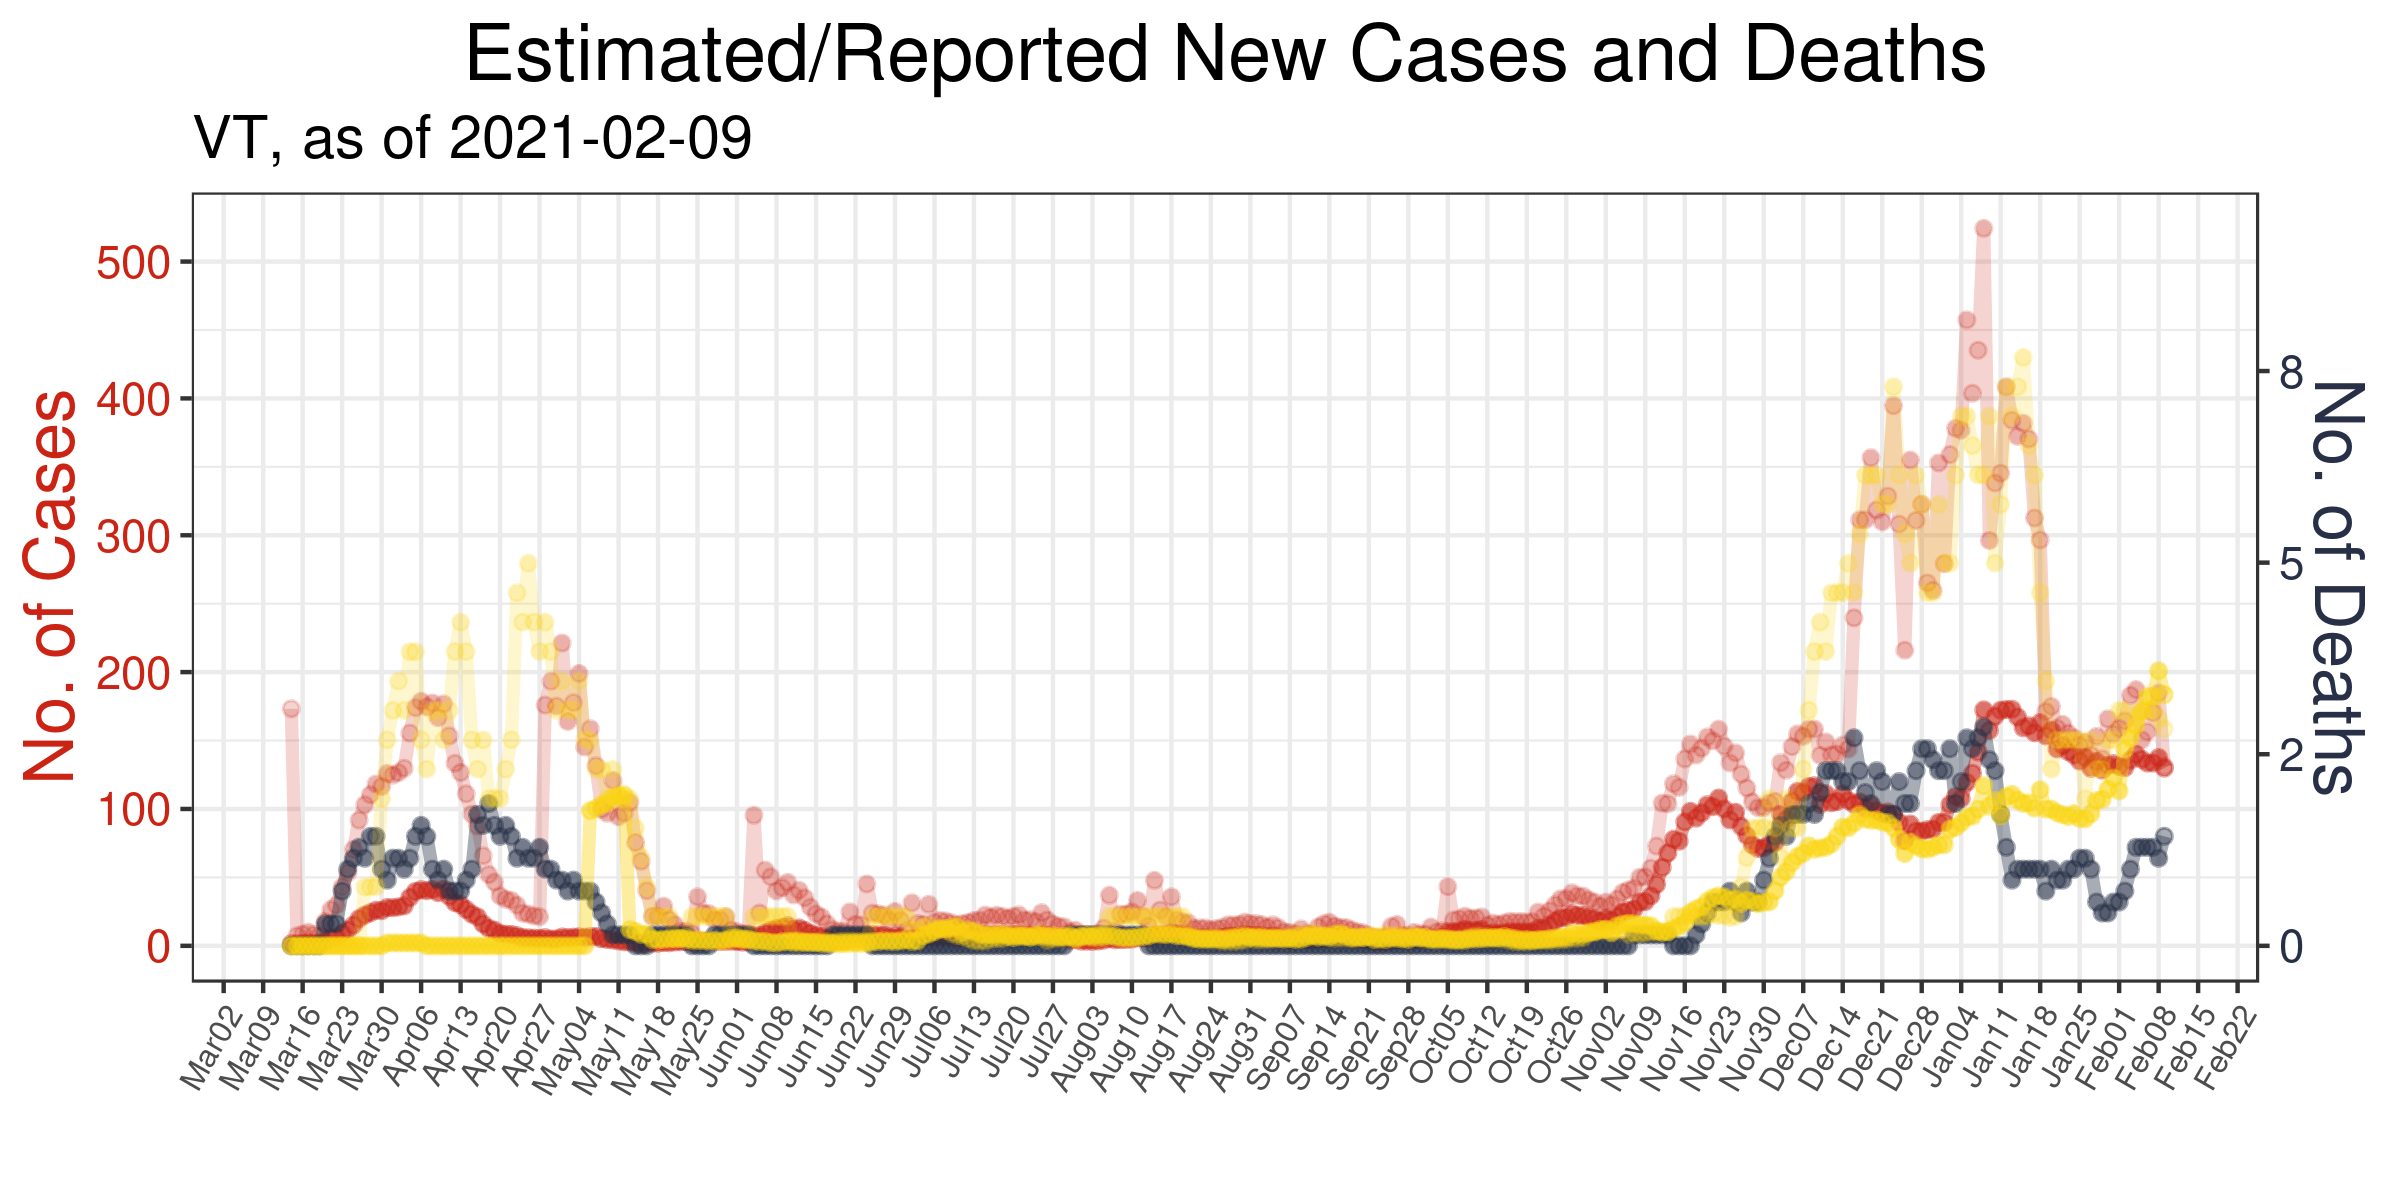 Estimated/Reported New Cases and Deaths
VT, as of 2021-02-09
No. of Cases
500
400
300
200
100
0
No. of Deaths
8
5
2
0
Mar02 Mar09 Mar16 Mar23 Mar30 Apr06 Apr13 Apr20 Apr27 May04 May11 May18 May25 Jun01 Jun08 Jun15 Jun22 Jun29 Jul06 Jul13 Jul20 Jul27 Aug03 Aug10 Aug17 Aug24 Aug31 Sep07 Sep14 Sep21 Sep28 Oct05 Oct12 Oct19 Oct26 Nov02 Nov09 Nov16 Nov23 Nov30 Dec07 Dec14 Dec21 Dec28 Jan04 Jan11 Jan18 Jan25 Feb01 Feb08 Feb15 Feb22